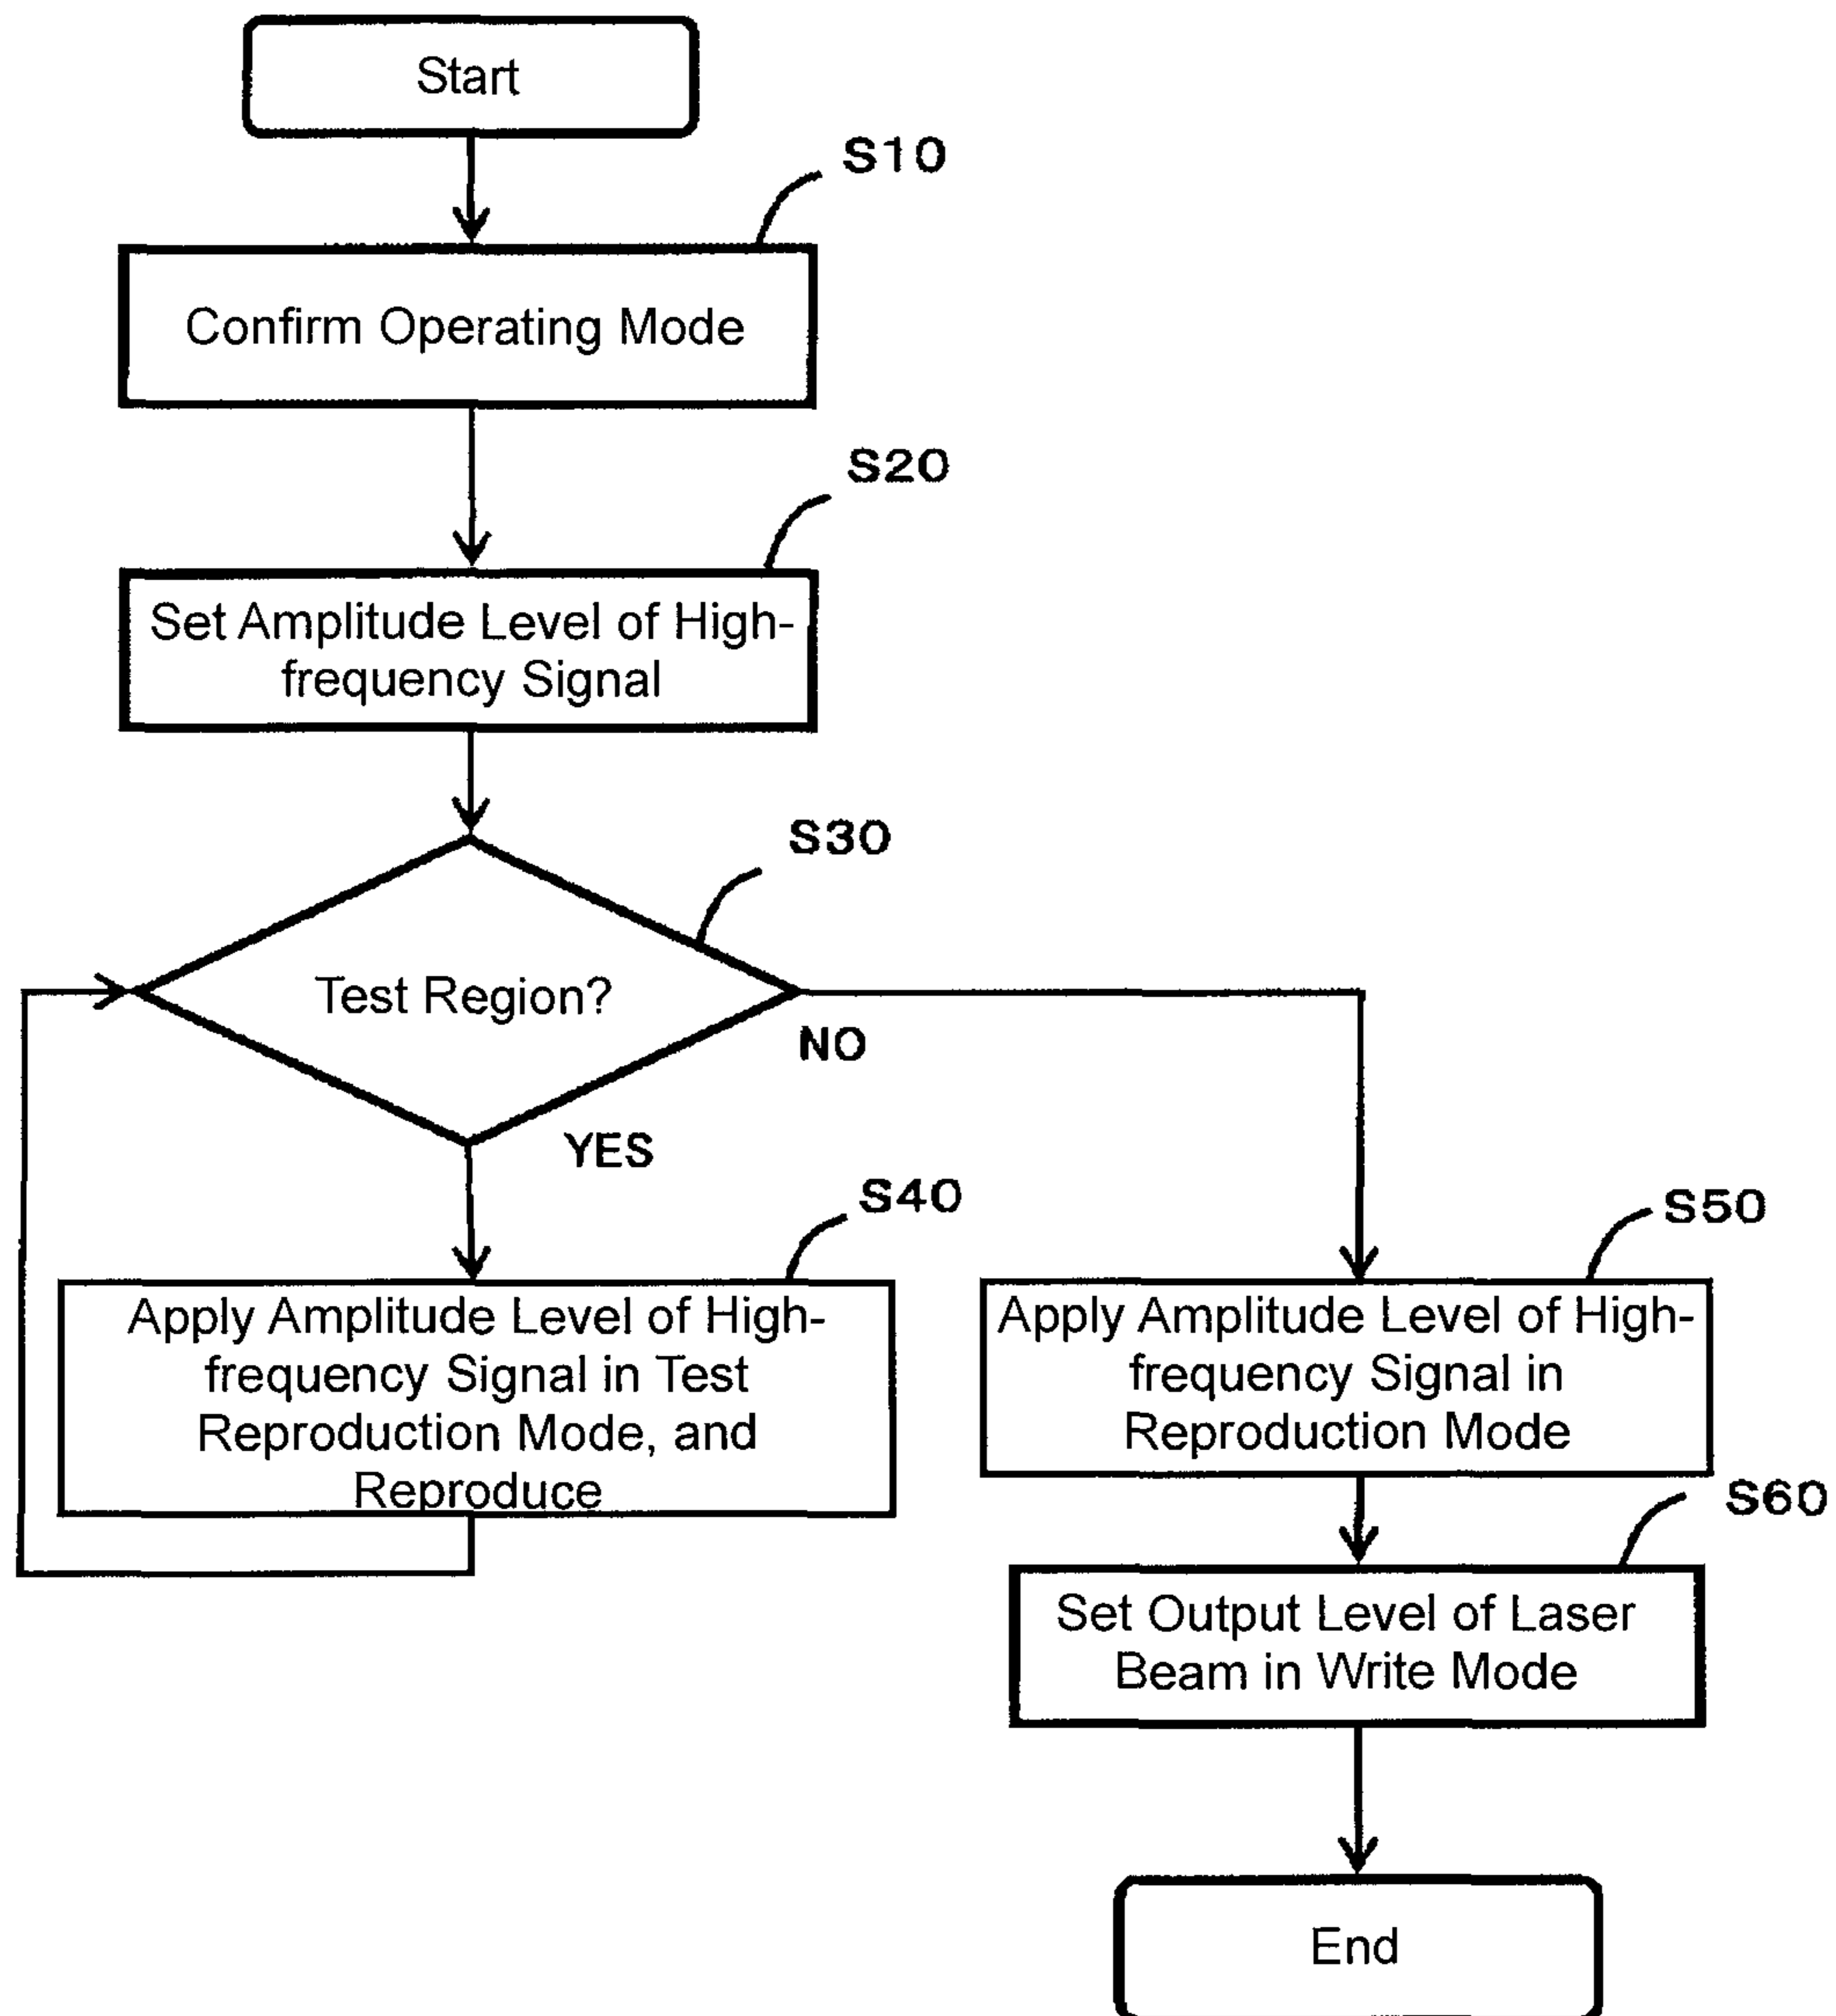 Start
S10
Confirm Operating Mode
S20
Set Amplitude Level of High-
frequency Signal
S30
Test Region?
NO
YES
S40
Apply Amplitude Level of High-
frequency Signal in Test
Reproduction Mode, and
Reproduce
S50
Apply Amplitude Level of High-
frequency Signal in
Reproduction Mode
S60
Set Output Level of Laser
Beam in Write Mode
End